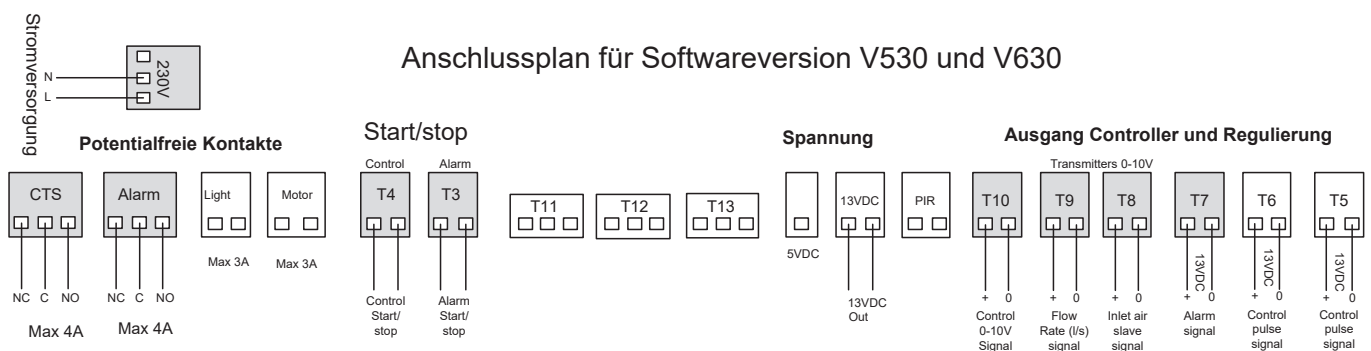 Stromversorgung
230V
N
L
Anschlussplan für Softwareversion V530 und V630
Potentialfreie Kontakte
Start/stop
Spannung
Ausgang Controller und Regulierung
Control
Alarm
Transmitters 0-10V
CTS
Alarm
Light
Motor
T4
T3
T11
T12
T13
13VDC
PIR
T10
T9
T8
T7
T6
T5
5VDC
Max 3A
Max 3A
13VDC
13VDC
13VDC
NC C NO
NC C NO
Max 4A
Max 4A
Control
Start/
stop
Alarm
Start/
stop
13VDC
Out
+ 0
Control
0-10V
Signal
+ 0
Flow
Rate (l/s)
signal
+ 0
Inlet air
slave
signal
+ 0
Alarm
signal
+ 0
Control
pulse
signal
+ 0
Control
pulse
signal